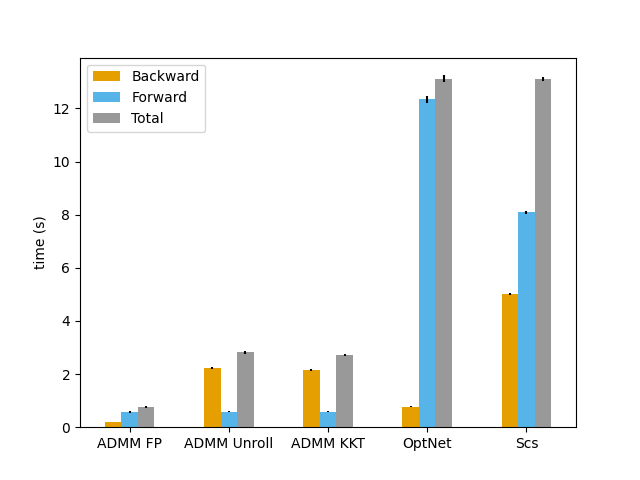 Backward
Forward
Total
time (s)
12
10
8
6
4
2
0
ADMM FP
ADMM Unroll
ADMM KKT
OptNet
Scs